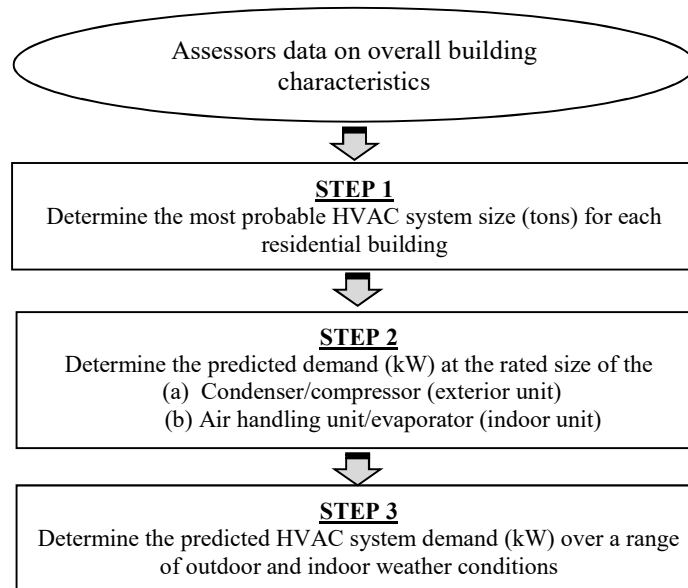 Assessors data on overall building
characteristics
STEP 1
Determine the most probable HVAC system size (tons) for each
residential building
STEP 2
Determine the predicted demand (kW) at the rated size of the
(a) Condenser/compressor (exterior unit)
(b) Air handling unit/evaporator (indoor unit)
STEP 3
Determine the predicted HVAC system demand (kW) over a range
of outdoor and indoor weather conditions